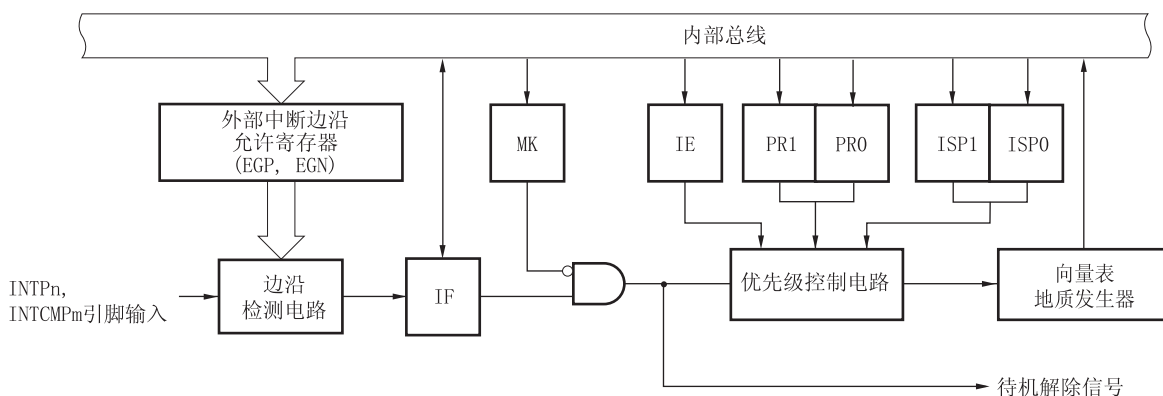 内部总线
外部中断边沿
允许寄存器
(EGP, EGN)
MK
IE
PR1
PR0
ISP1
ISP0
INTPn,
INTCMPm引脚输入
边沿
检测电路
IF
优先级控制电路
向量表
地质发生器
待机解除信号